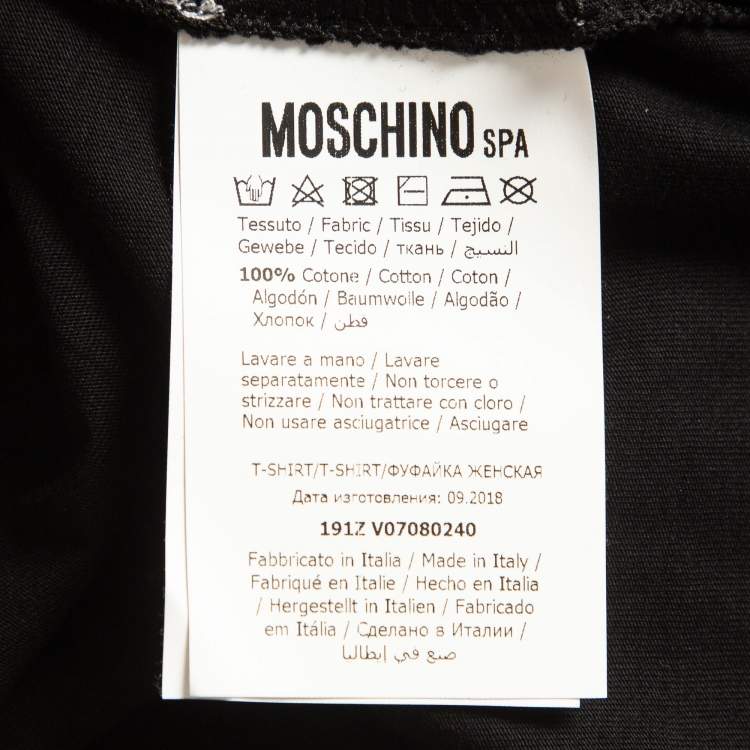 MOSCHINO SPA
Tessuto / Fabric / Tissu / Tejido /
Gewebe / Tecido / ткань / النسيج
100% Cotone / Cotton / Coton /
Algodón / Baumwolle / Algodão /
Хлопок / قطن
Lavare a mano / Lavare
separatamente / Non torcere o
strizzare / Non trattare con cloro /
Non usare asciugatrice / Asciugare
T-SHIRT/T-SHIRT/ФУФАЙКА ЖЕНСКАЯ
Дата изготовления: 09.2018
191Z V07080240
Fabbricato in Italia / Made in Italy /
Fabriqué en Italie / Hecho en Italia
/ Hergestellt in Italien / Fabricado
em Itália / Сделано в Италии /
صنع في إيطاليا